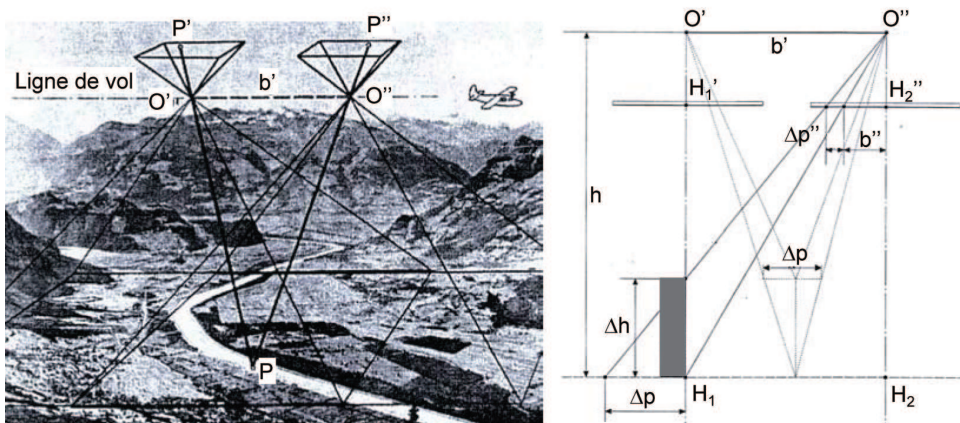 P' P''
Ligne de vol b'
O' O''
P
O' O''
b'
H₁' H₂''
Δp'' b''
h
Δp
Δh
H₁ H₂
Δp